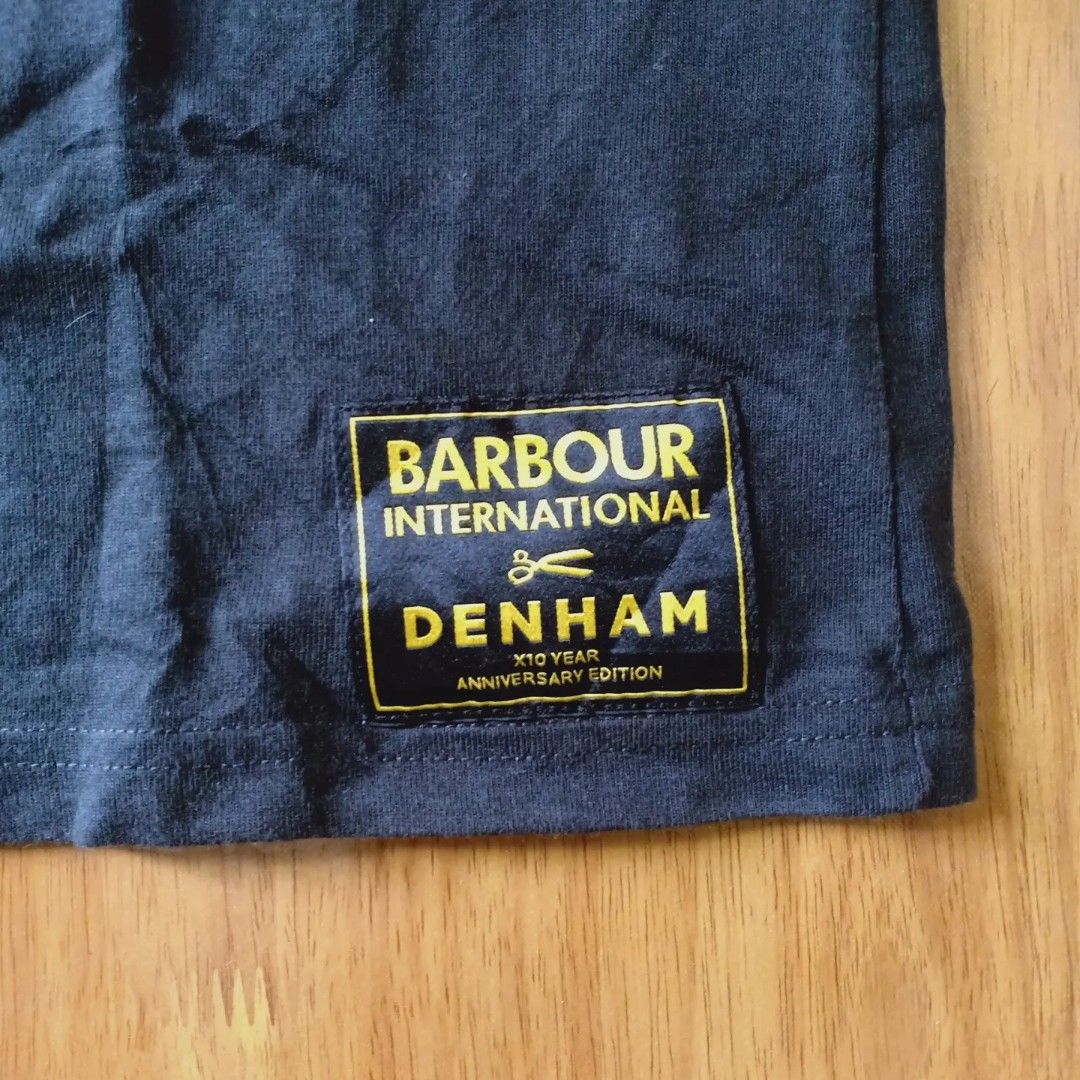 BARBOUR
INTERNATIONAL
DENHAM
X10 YEAR
ANNIVERSARY EDITION